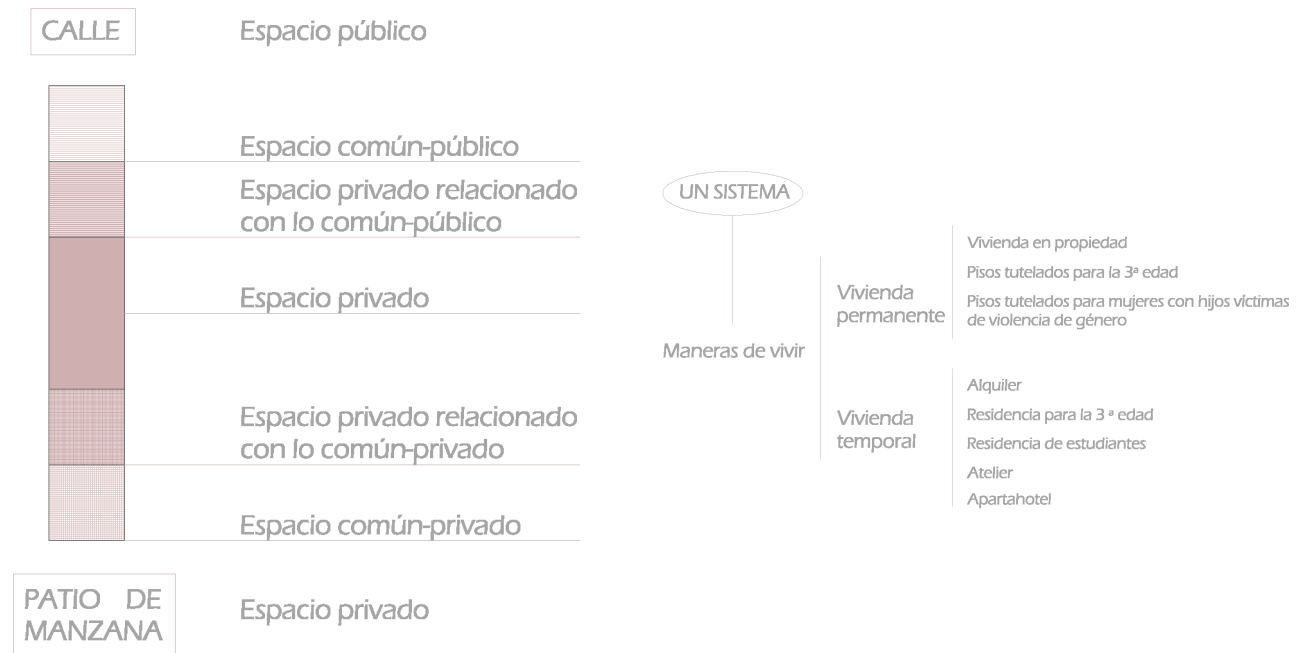 CALLE
Espacio público
Espacio común-público
Espacio privado relacionado
con lo común-público
Espacio privado
Espacio privado relacionado
con lo común-privado
Espacio común-privado
PATIO DE
MANZANA
Espacio privado
UN SISTEMA
Maneras de vivir
Vivienda
permanente
Vivienda en propiedad
Pisos tutelados para la 3ª edad
Pisos tutelados para mujeres con hijos víctimas
de violencia de género
Vivienda
temporal
Alquiler
Residencia para la 3 ª edad
Residencia de estudiantes
Atelier
Apartahotel